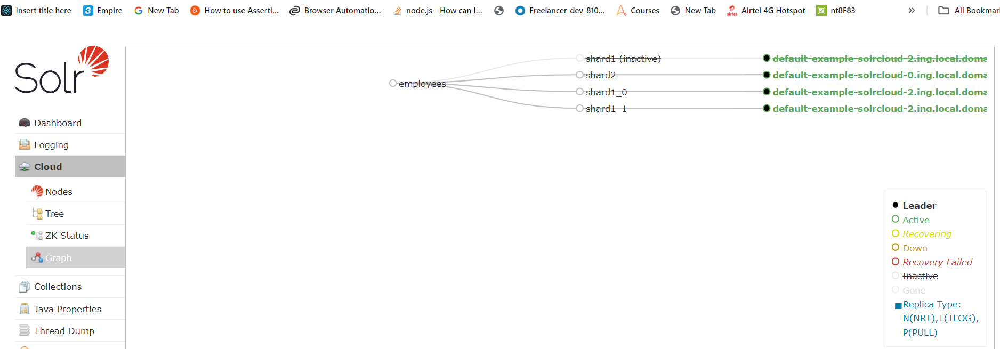 Insert title here
Empire
New Tab
How to use Asserti...
Browser Automatio...
node.js - How can I...
Freelancer-dev-810...
Courses
New Tab
Airtel 4G Hotspot
nt8F83
»
All Bookmar
airtel
Solr
Dashboard
Logging
Cloud
Nodes
Tree
ZK Status
Graph
Collections
Java Properties
Thread Dump
employees
shard1 (inactive)
default-example-solrcloud-2.ing.local.doma
shard2
default-example-solrcloud-0.ing.local.doma
shard1_0
default-example-solrcloud-2.ing.local.doma
shard1_1
default-example-solrcloud-2.ing.local.doma
Leader
Active
Recovering
Down
Recovery Failed
Inactive
Gone
Replica Type:
N(NRT),T(TLOG),
P(PULL)